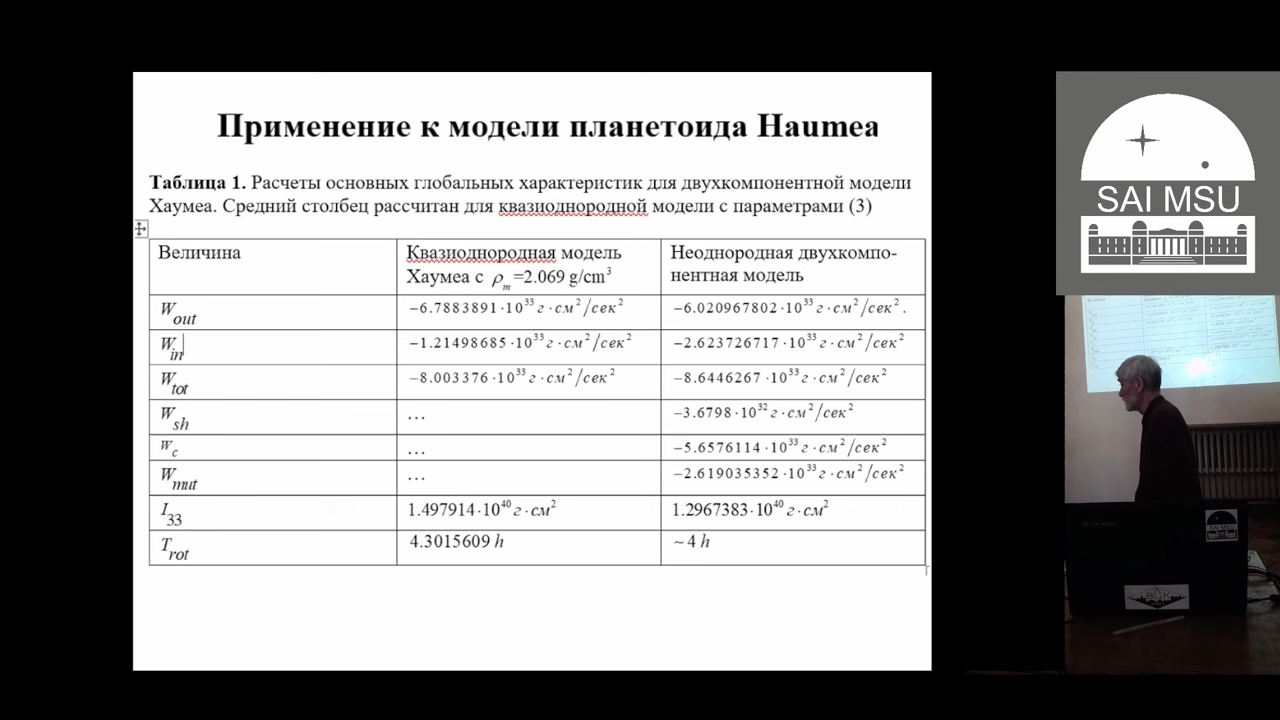 Применение к модели планетоида Haumea
Таблица 1. Расчеты основных глобальных характеристик для двухкомпонентной модели
Хаумеа. Средний столбец рассчитан для квазиоднородной модели с параметрами (3)
Величина
Квазиоднородная модель
Хаумеа с ρ_m =2.069 g/cm³
Неоднородная двухкомпо-
нентная модель
W_out
−6.7883891·10³³ г·см²/сек²
−6.020967802·10³³ г·см²/сек².
W_in
−1.21498685·10³³ г·см²/сек²
−2.623726717·10³³ г·см²/сек²
W_tot
−8.003376·10³³ г·см²/сек²
−8.6446267·10³³ г·см²/сек²
W_sh
…
−3.6798·10³² г·см²/сек²
W_c
…
−5.6576114·10³³ г·см²/сек²
W_mut
…
−2.619035352·10³³ г·см²/сек²
I_33
1.497914·10⁴⁰ г·см²
1.2967383·10⁴⁰ г·см²
T_rot
4.3015609 h
~ 4 h
SAI MSU